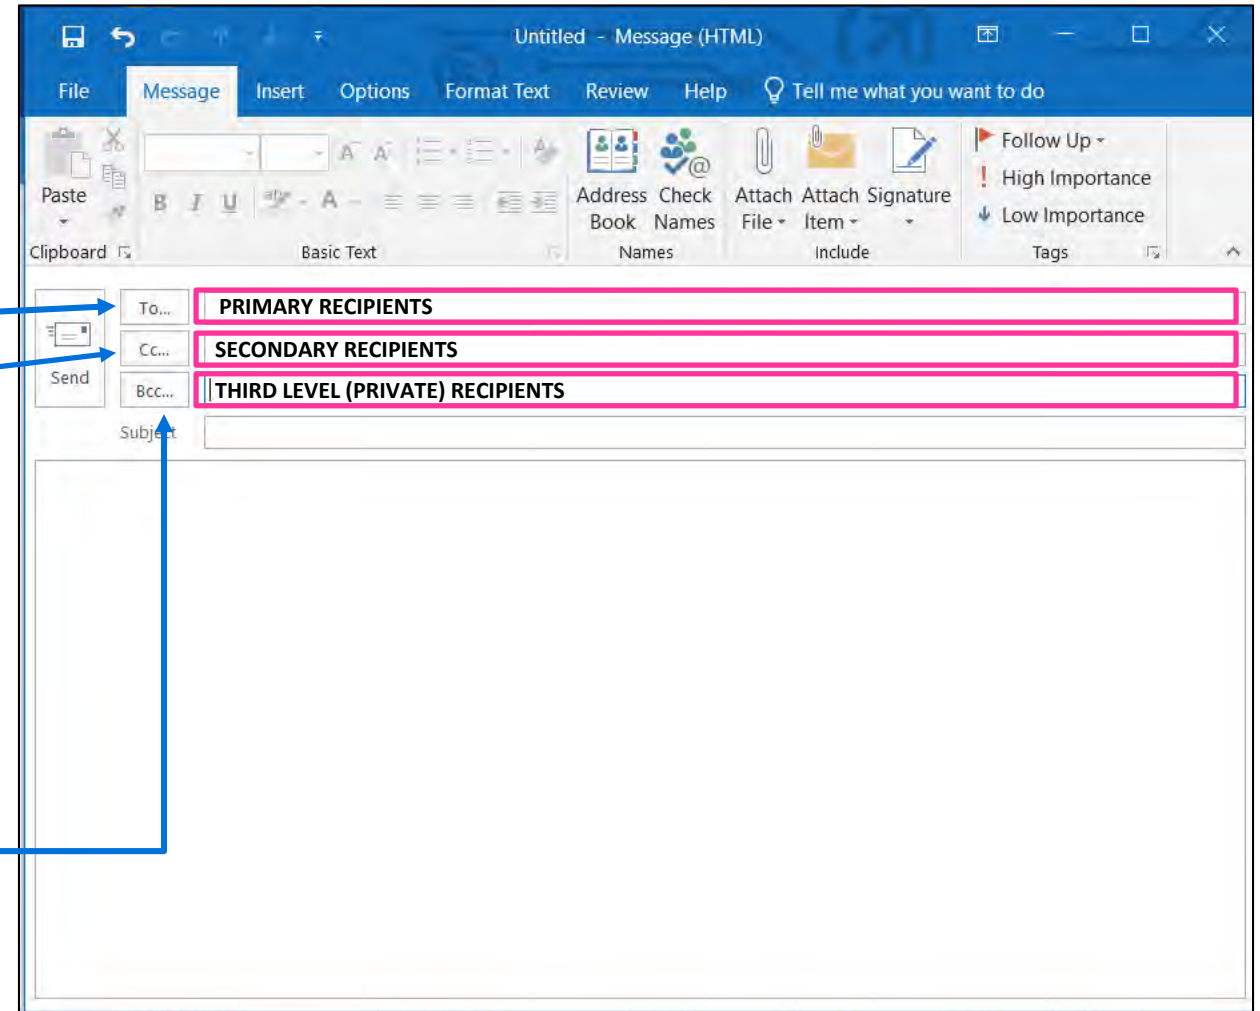 Untitled - Message (HTML)
File Message Insert Options Format Text Review Help Tell me what you want to do
Paste
B I U A
Address Book
Check Names
Attach File
Attach Item
Signature
Follow Up
High Importance
Low Importance
Clipboard Basic Text Names Include Tags
Send
To... PRIMARY RECIPIENTS
Cc... SECONDARY RECIPIENTS
Bcc... THIRD LEVEL (PRIVATE) RECIPIENTS
Subject